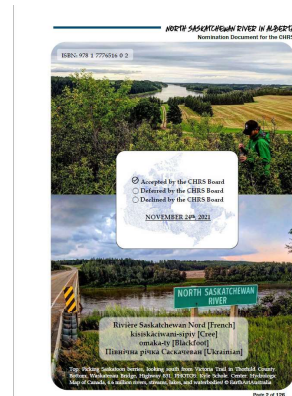 NORTH SASKATCHEWAN RIVER IN ALBERTA
Nomination Document for the CHRS
ISBN: 978-1-7776516-0-2
Accepted by the CHRS Board
Deferred by the CHRS Board
Declined by the CHRS Board
NOVEMBER 24th, 2021
NORTH SASKATCHEWAN
RIVER
Rivière Saskatchewan Nord [French]
kisiskâciwani-sipiy [Cree]
omaka-ty [Blackfoot]
Північна річка Саскачеван [Ukrainian]
Top: Picking Saskatoon berries, looking south from Victoria Trail in Thorhild County.
Bottom: Waskatenau Bridge, Highway 831. PHOTOS: Kyle Schole. Center: Hydrologic
Map of Canada, 4.6 million rivers, streams, lakes, and waterbodies! © EarthArtAustralia
Page 2 of 126